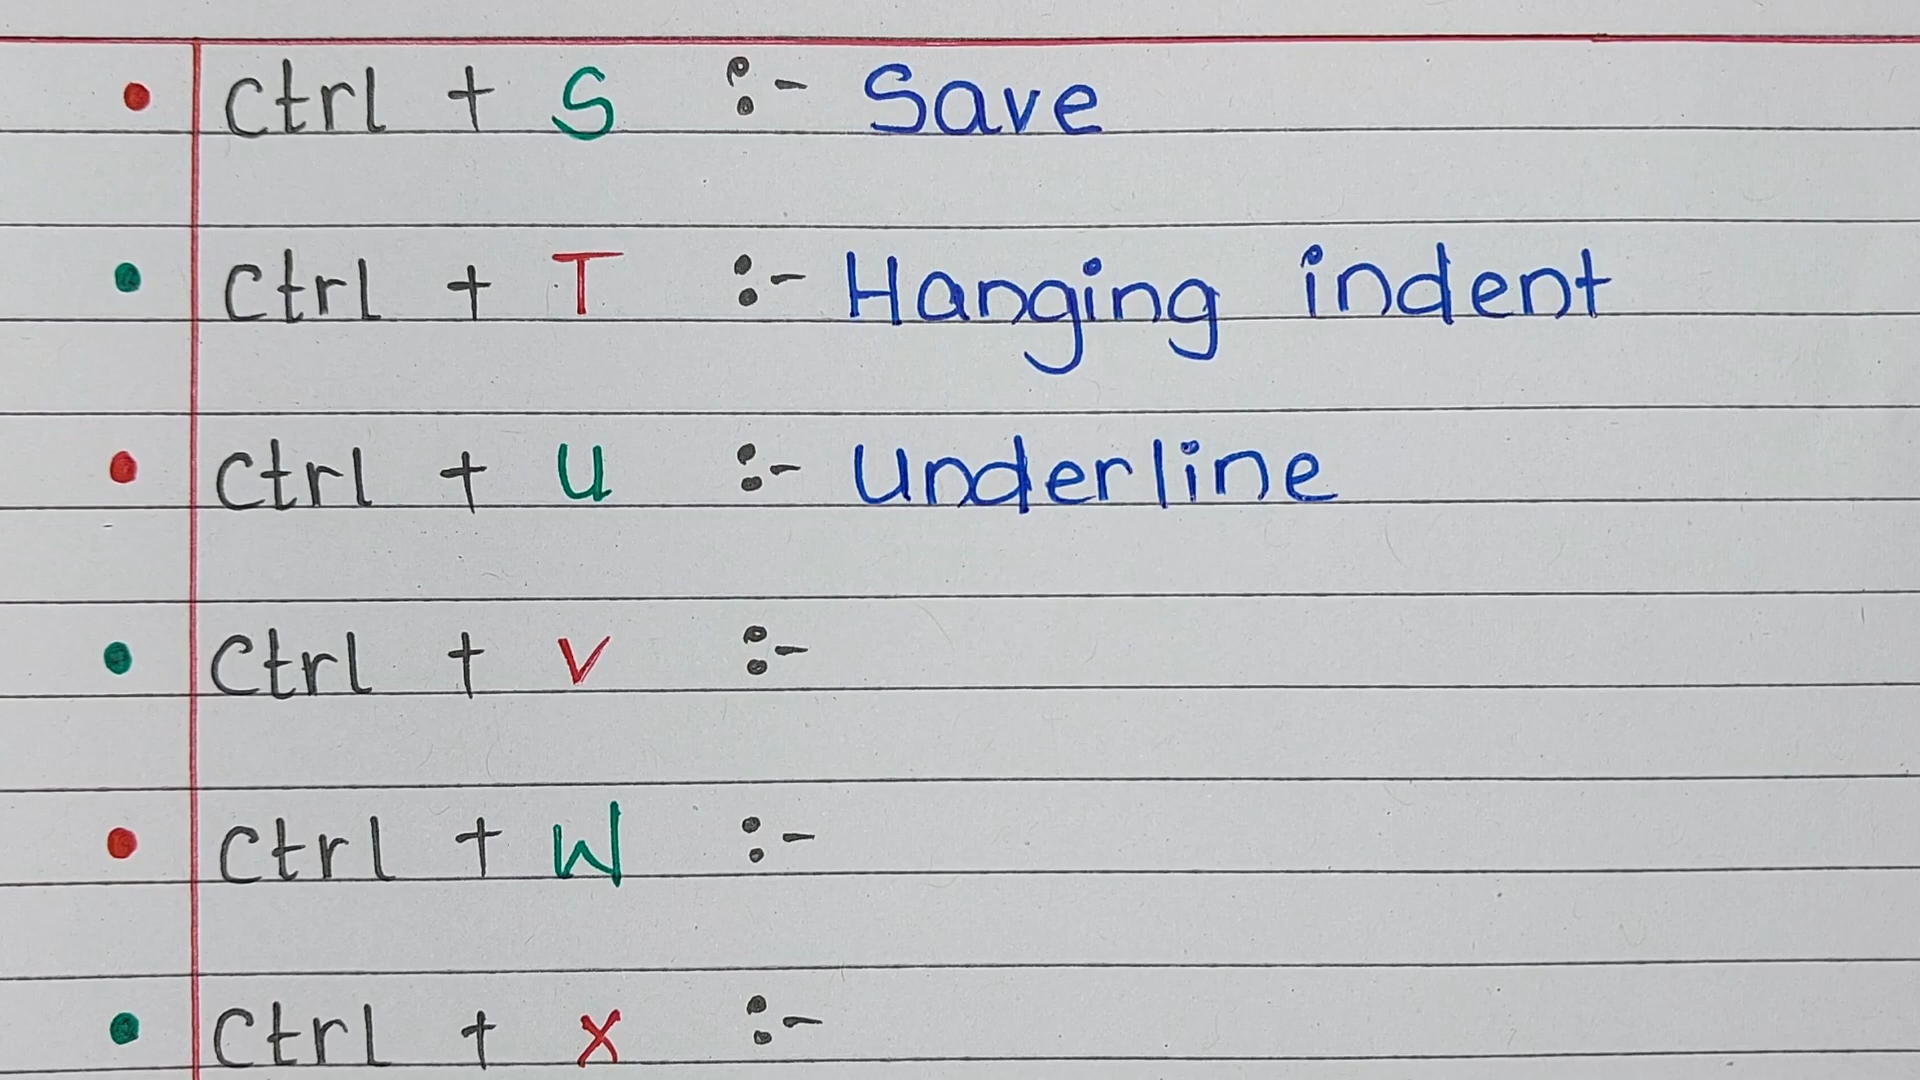 • Ctrl + S :- Save
• Ctrl + T :- Hanging indent
• Ctrl + U :- Underline
• Ctrl + V :-
• Ctrl + W :-
• Ctrl + X :-